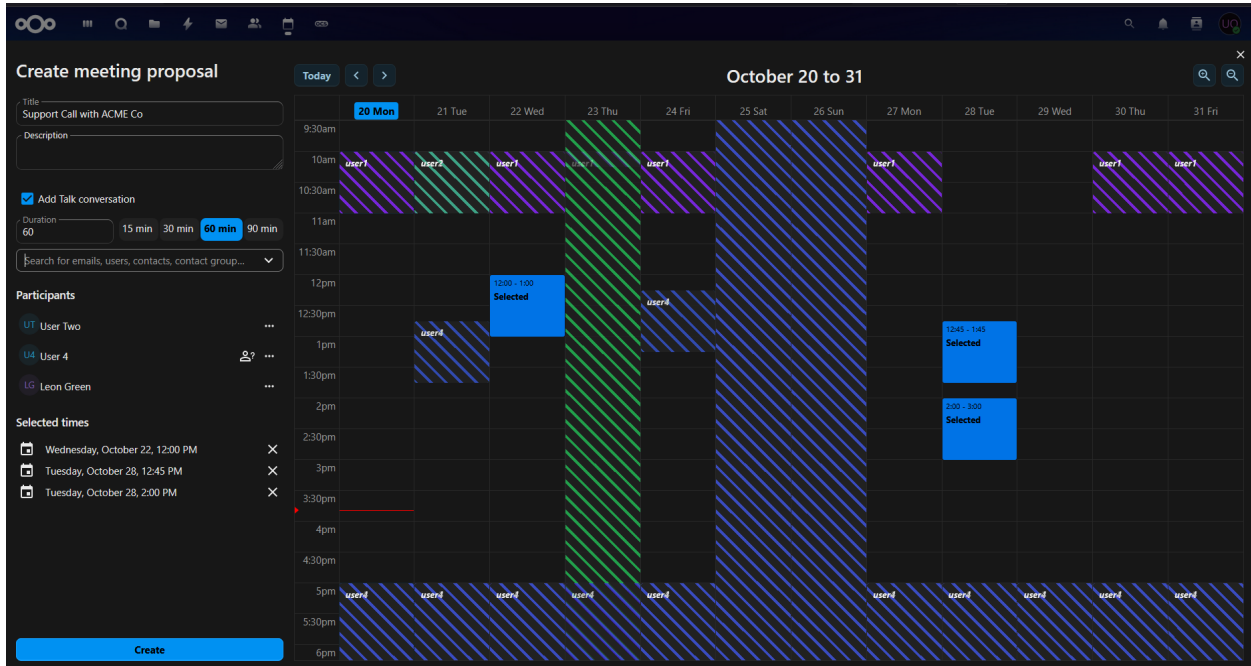 UO
Create meeting proposal
Title
Support Call with ACME Co
Description
Add Talk conversation
Duration
60
15 min 30 min 60 min 90 min
Search for emails, users, contacts, contact group...
Participants
UT User Two
U4 User 4
LG Leon Green
Selected times
Wednesday, October 22, 12:00 PM
Tuesday, October 28, 12:45 PM
Tuesday, October 28, 2:00 PM
Create
Today
October 20 to 31
20 Mon 21 Tue 22 Wed 23 Thu 24 Fri 25 Sat 26 Sun 27 Mon 28 Tue 29 Wed 30 Thu 31 Fri
9:30am
10am user1 user2 user1 user1 user1 user1 user1 user1
10:30am
11am
11:30am
12pm
12:00 - 1:00
Selected
user4
12:30pm
user4
12:45 - 1:45
1pm
Selected
1:30pm
2pm
2:00 - 3:00
Selected
2:30pm
3pm
3:30pm
4pm
4:30pm
5pm user4 user4 user4 user4 user4 user4 user4 user4 user4 user4
5:30pm
6pm